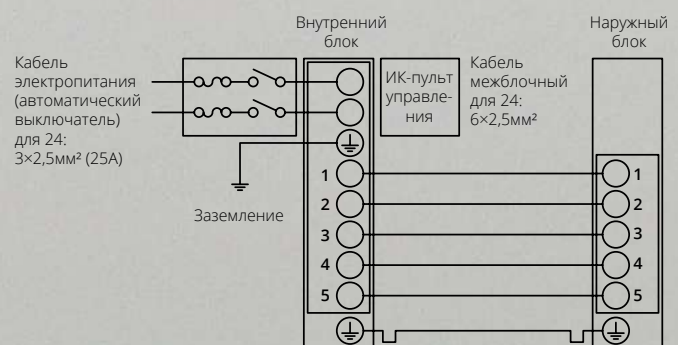 Внутренний
блок
Наружный
блок
Кабель
электропитания
(автоматический
выключатель)
для 24:
3×2,5мм² (25А)
ИК-пульт
управле-
ния
Кабель
межблочный
для 24:
6×2,5мм²
Заземление
1
2
3
4
5
1
2
3
4
5